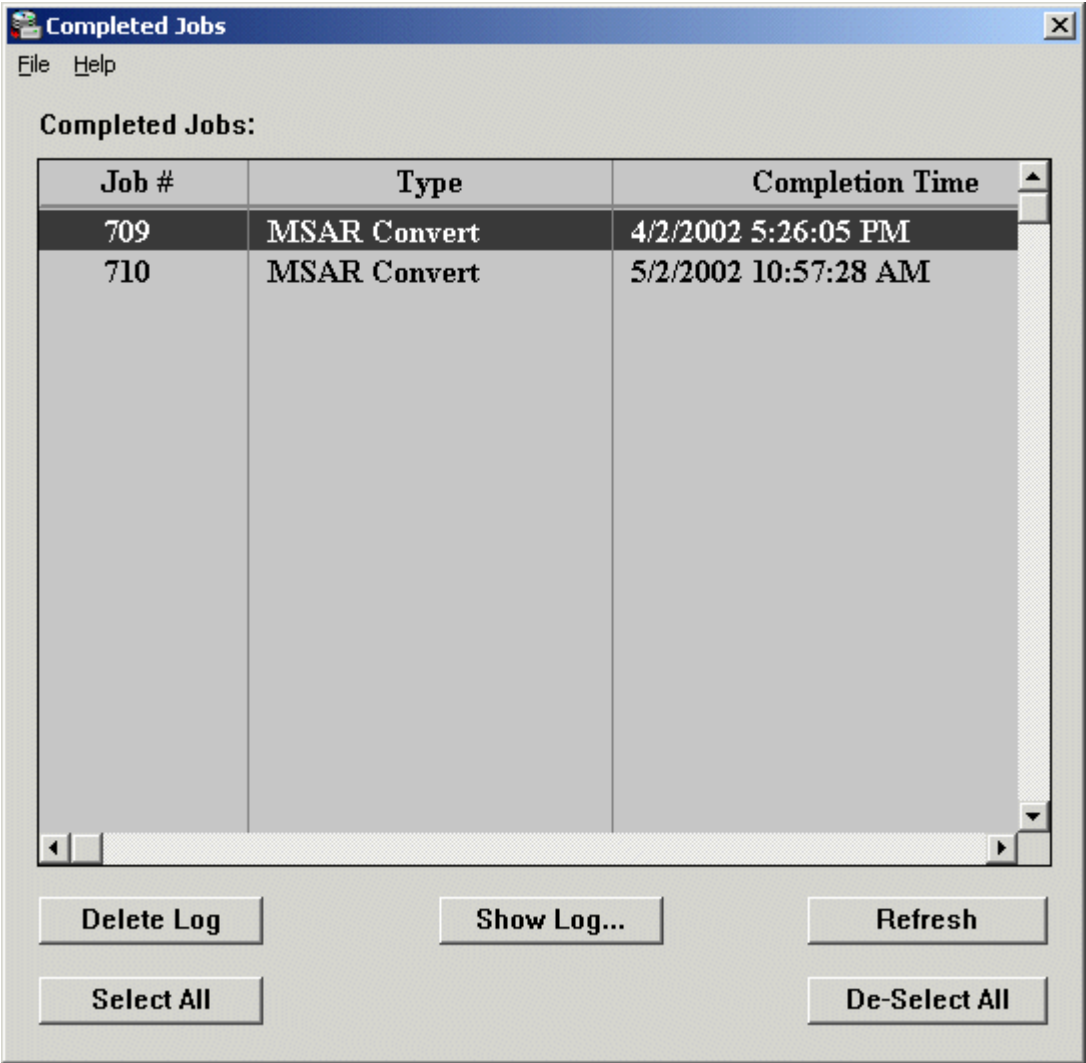 Completed Jobs
File Help
Completed Jobs:
Job # Type Completion Time
709 MSAR Convert 4/2/2002 5:26:05 PM
710 MSAR Convert 5/2/2002 10:57:28 AM
Delete Log Show Log... Refresh
Select All De-Select All